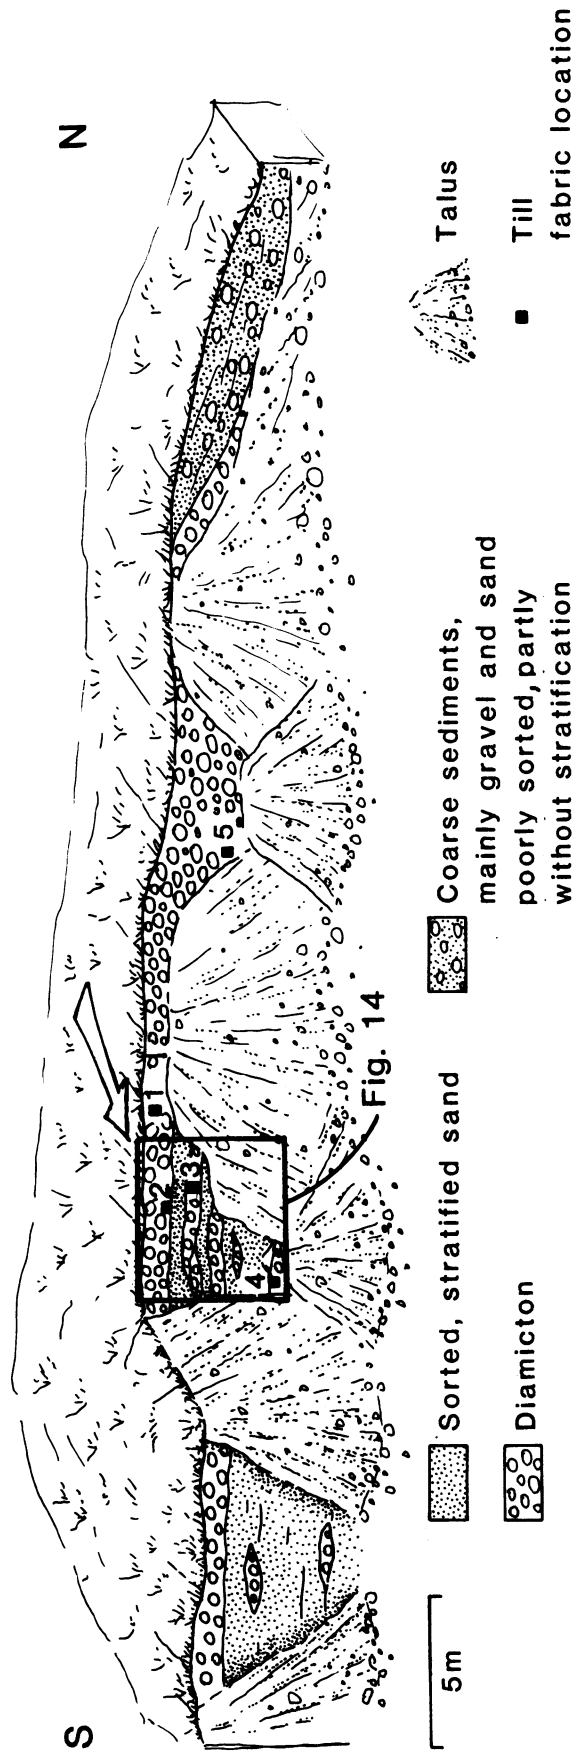 S
N
1
2
3
4
5
Fig. 14
5m
Sorted, stratified sand
Diamicton
Coarse sediments,
mainly gravel and sand
poorly sorted, partly
without stratification
Talus
Till
fabric location